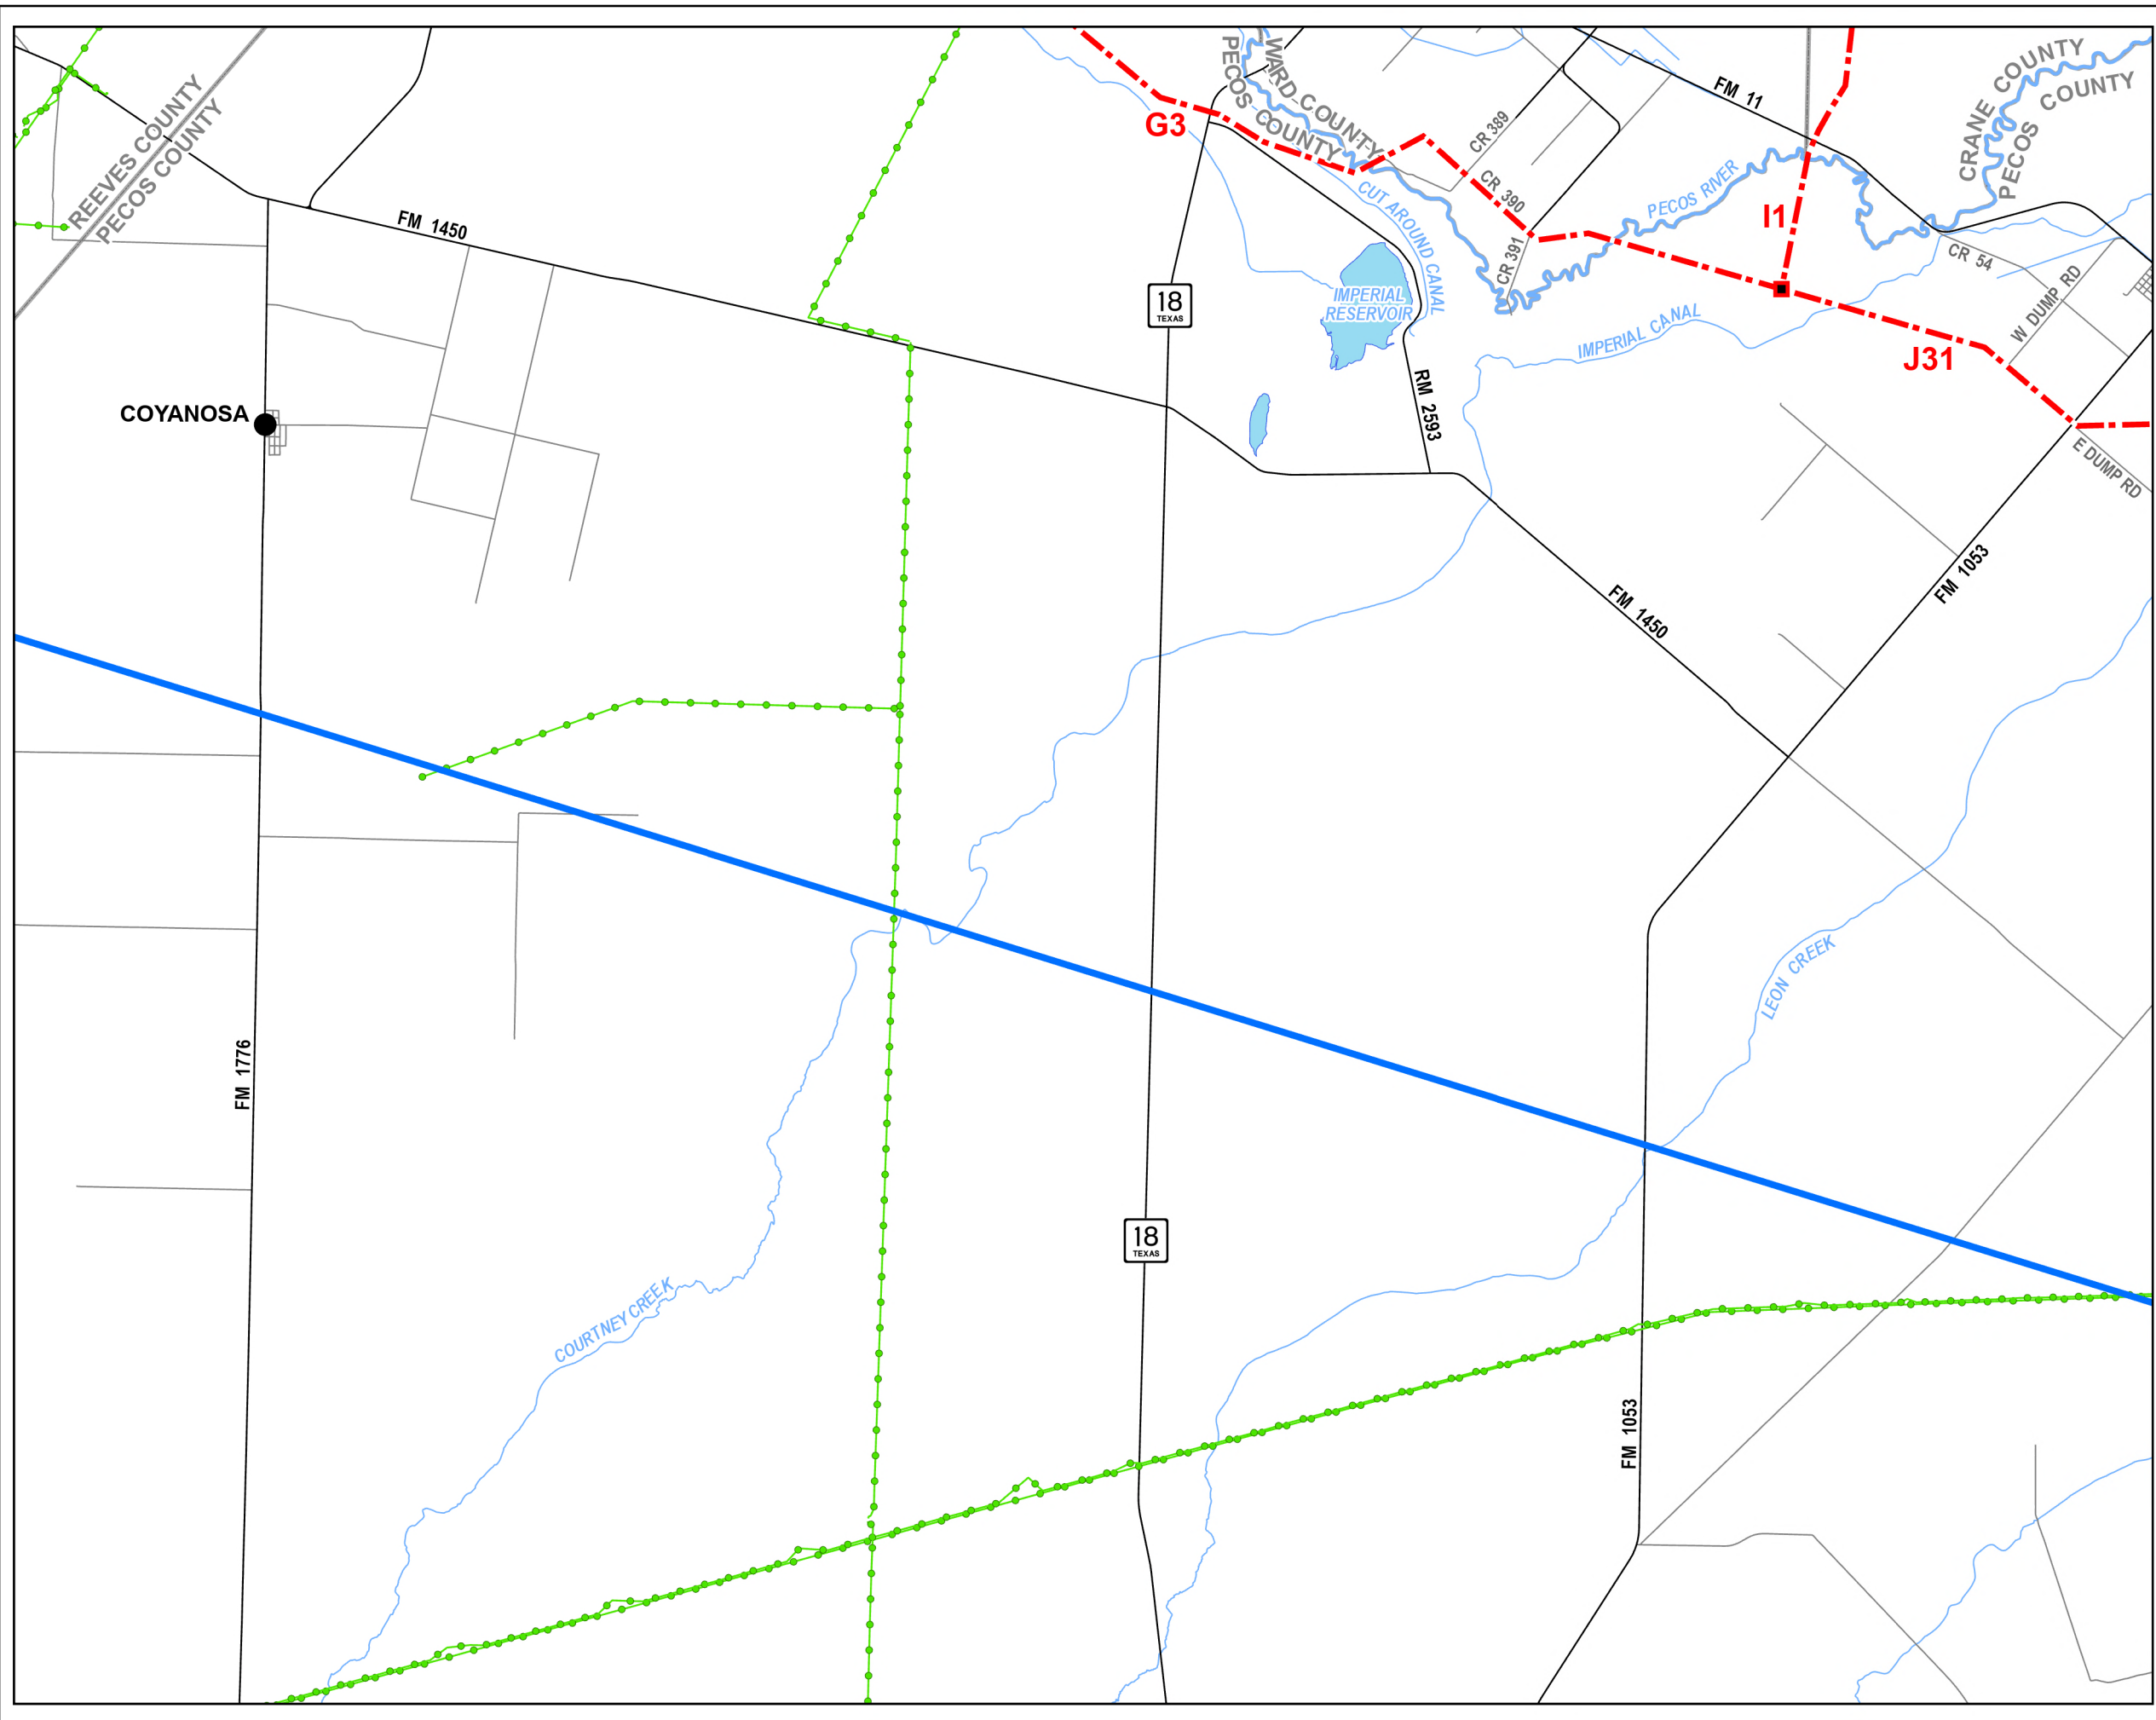 REEVES COUNTY
PECOS COUNTY
FM 1450
COYANOSA
G3
PECOS COUNTY
WARD COUNTY
CR 389
CR 390
CR 391
FM 11
CRANE COUNTY
PECOS COUNTY
PECOS RIVER
I1
CUT AROUND CANAL
IMPERIAL
RESERVOIR
18
TEXAS
IMPERIAL CANAL
CR 54
W DUMP RD
J31
RM 2593
E DUMP RD
FM 1053
FM 1450
LEON CREEK
FM 1776
18
TEXAS
COURTNEY CREEK
FM 1053